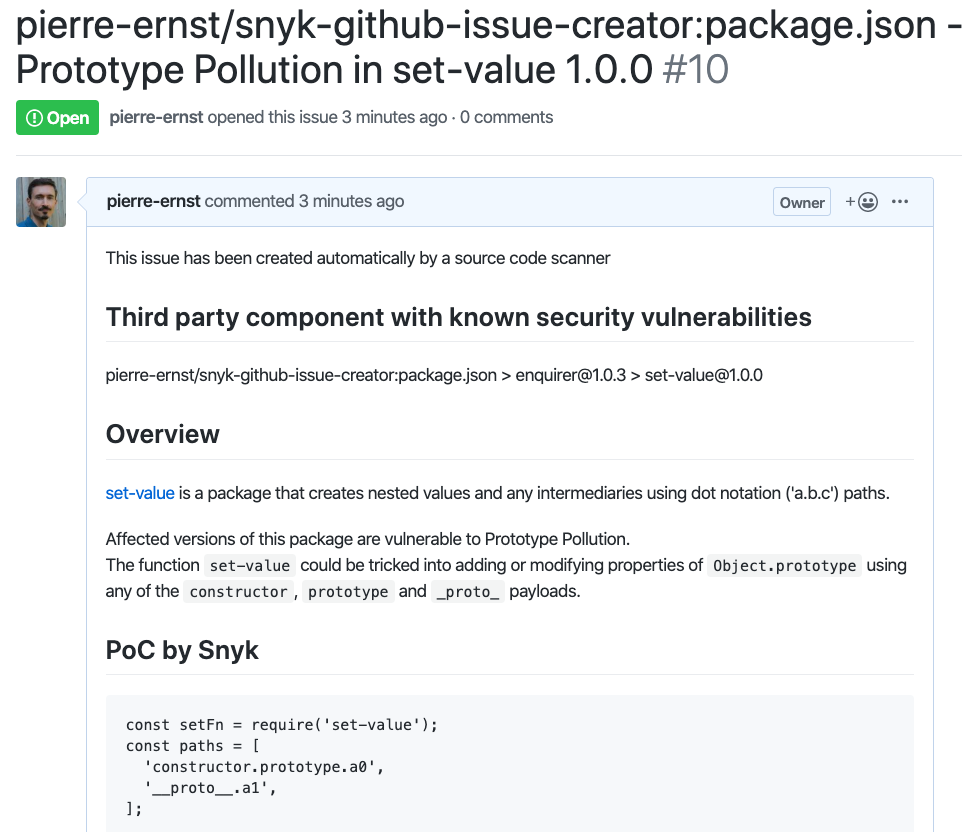 pierre-ernst/snyk-github-issue-creator:package.json -
Prototype Pollution in set-value 1.0.0 #10
Open pierre-ernst opened this issue 3 minutes ago · 0 comments
pierre-ernst commented 3 minutes ago Owner +
This issue has been created automatically by a source code scanner
Third party component with known security vulnerabilities
pierre-ernst/snyk-github-issue-creator:package.json > enquirer@1.0.3 > set-value@1.0.0
Overview
set-value is a package that creates nested values and any intermediaries using dot notation ('a.b.c') paths.
Affected versions of this package are vulnerable to Prototype Pollution.
The function set-value could be tricked into adding or modifying properties of Object.prototype using
any of the constructor, prototype and _proto_ payloads.
PoC by Snyk
const setFn = require('set-value');
const paths = [
  'constructor.prototype.a0',
  '__proto__.a1',
];